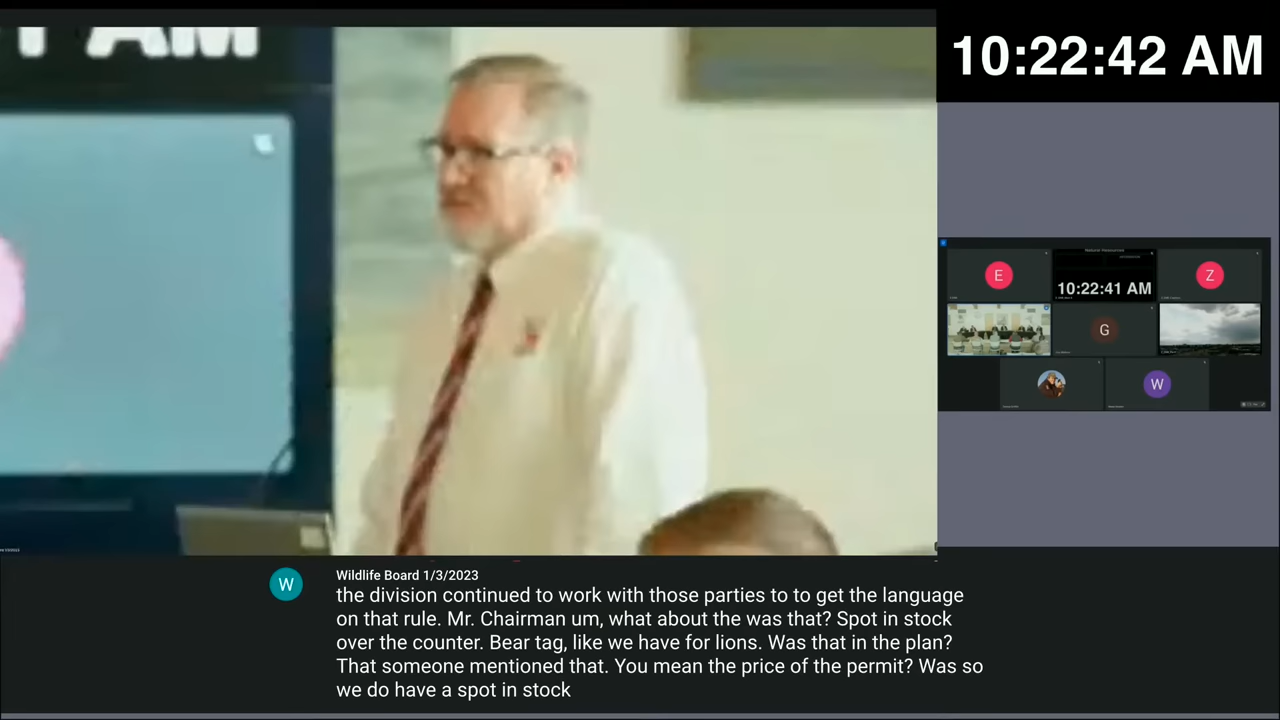 AM
10:22:42 AM
E
10:22:41 AM
Z
G
W
W
Wildlife Board 1/3/2023
the division continued to work with those parties to to get the language
on that rule. Mr. Chairman um, what about the was that? Spot in stock
over the counter. Bear tag, like we have for lions. Was that in the plan?
That someone mentioned that. You mean the price of the permit? Was so
we do have a spot in stock